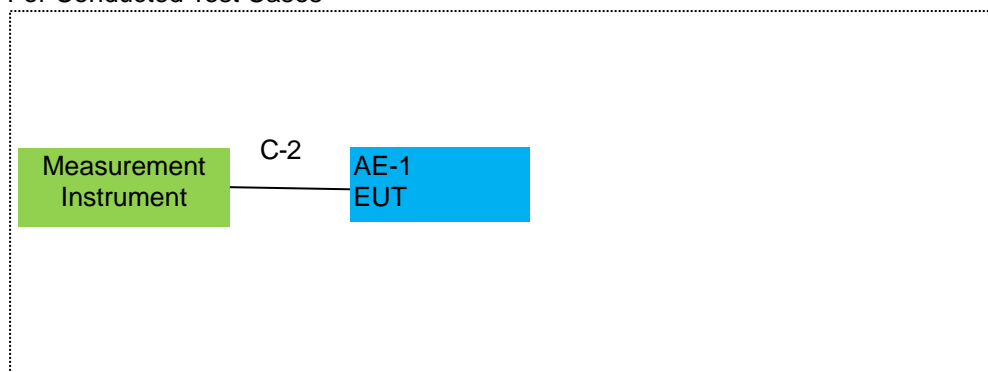 For Conducted Test Cases
Measurement
Instrument
C-2
AE-1
EUT